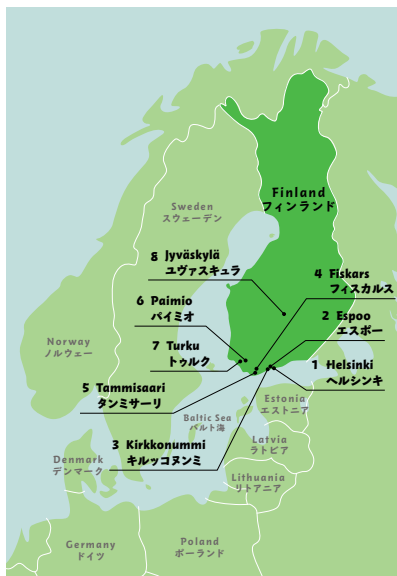 Finland
フィンランド
Sweden
スウェーデン
8 Jyväskylä
ユヴァスキュラ
4 Fiskars
フィスカルス
6 Paimio
パイミオ
2 Espoo
エスポー
Norway
ノルウェー
7 Turku
トゥルク
1 Helsinki
ヘルシンキ
5 Tammisaari
タンミサーリ
Estonia
エストニア
Baltic Sea
バルト海
3 Kirkkonummi
キルッコヌンミ
Latvia
ラトビア
Denmark
デンマーク
Lithuania
リトアニア
Germany
ドイツ
Poland
ポーランド